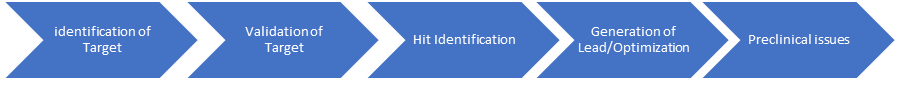 identification of
Target
Validation of
Target
Hit Identification
Generation of
Lead/Optimization
Preclinical issues